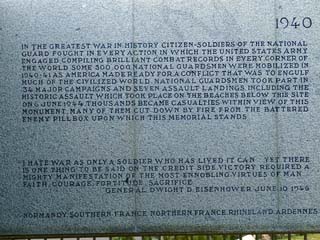 1940
IN THE GREATEST WAR IN HISTORY CITIZEN-SOLDIERS OF THE NATIONAL
GUARD FOUGHT IN EVERY ACTION IN WHICH THE UNITED STATES ARMY
ENGAGED COMPILING BRILLIANT COMBAT RECORDS IN EVERY CORNER OF
THE WORLD. SOME 300,000 NATIONAL GUARDSMEN WERE MOBILIZED IN
1940-41 AS AMERICA MADE READY FOR A CONFLICT THAT WAS TO ENGULF
MUCH OF THE CIVILIZED WORLD. NATIONAL GUARDSMEN TOOK PART IN
34 MAJOR CAMPAIGNS AND SEVEN ASSAULT LANDINGS, INCLUDING THE
HISTORIC ASSAULT WHICH TOOK PLACE ON THE BEACHES BELOW THIS SITE
ON 6 JUNE 1944. THOUSANDS BECAME CASUALTIES WITHIN VIEW OF THIS
MONUMENT, MANY OF THEM CUT DOWN BY FIRE FROM THE BATTERED
ENEMY PILLBOX UPON WHICH THIS MEMORIAL STANDS.
I HATE WAR AS ONLY A SOLDIER WHO HAS LIVED IT CAN YET THERE
IS ONE THING TO BE SAID ON THE CREDIT SIDE VICTORY REQUIRED A
MIGHTY MANIFESTATION OF THE MOST ENNOBLING VIRTUES OF MAN
FAITH, COURAGE, FORTITUDE, SACRIFICE
GENERAL DWIGHT D. EISENHOWER JUNE 10 1946
NORMANDY, SOUTHERN FRANCE, NORTHERN FRANCE, RHINELAND, ARDENNES